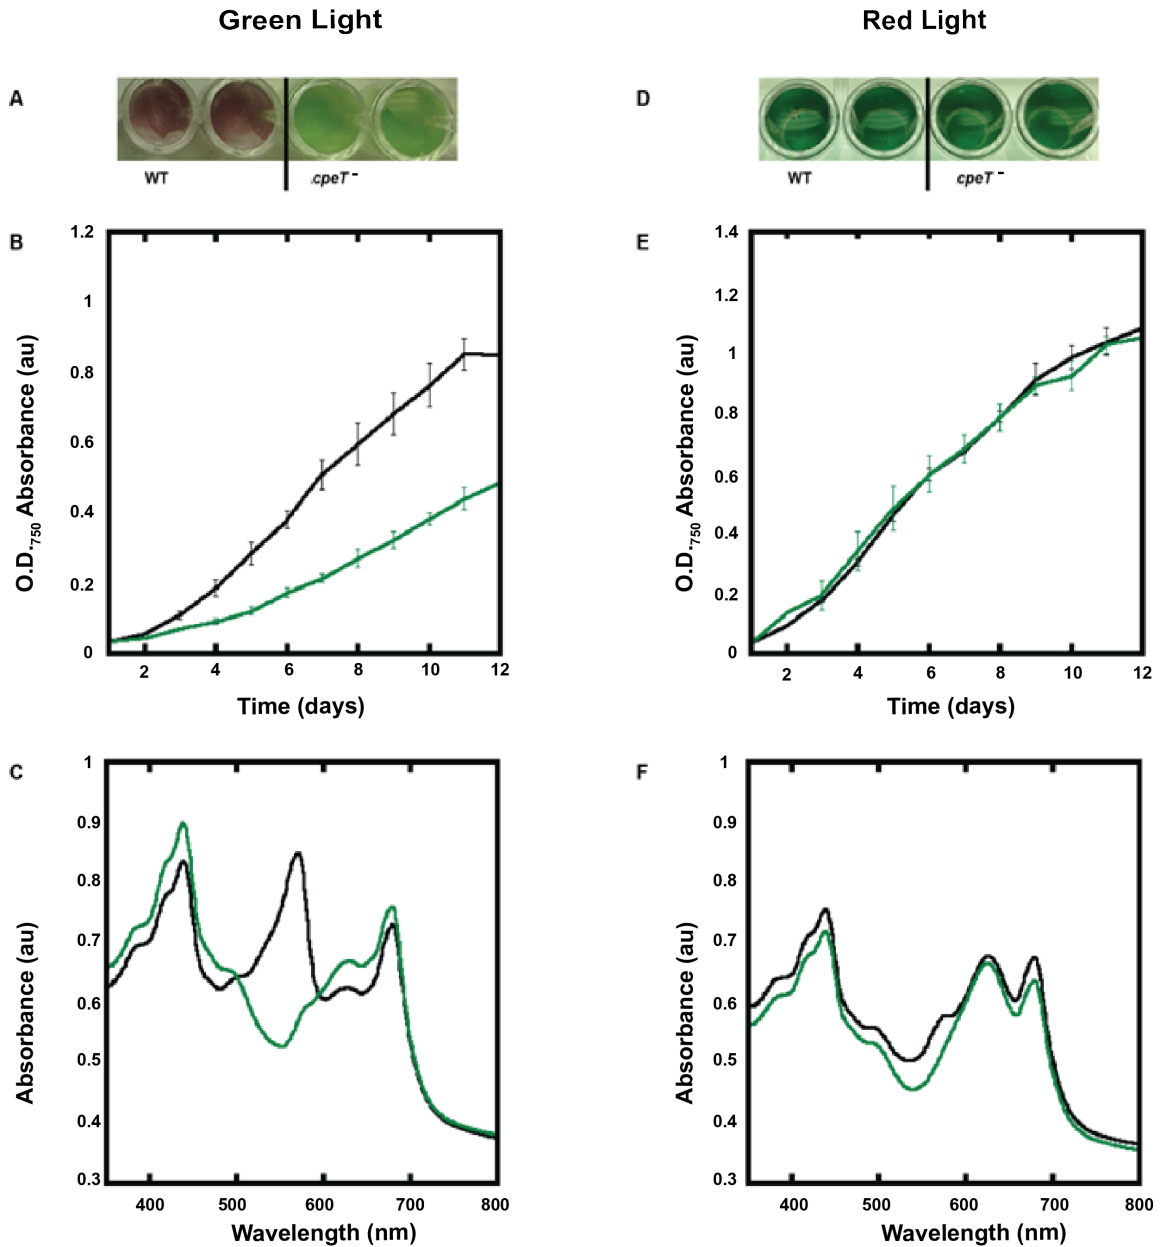 Green Light
Red Light
A
WT
.cpeT⁻
D
WT
cpeT⁻
B
1.2
1
0.8
0.6
0.4
0.2
0
O.D.₇₅₀ Absorbance (au)
2 4 6 8 10 12
Time (days)
E
1.4
1.2
1
0.8
0.6
0.4
0.2
0
O.D.₇₅₀ Absorbance (au)
2 4 6 8 10 12
Time (days)
C
1
0.9
0.8
0.7
0.6
0.5
0.4
0.3
Absorbance (au)
400 500 600 700 800
Wavelength (nm)
F
1
0.9
0.8
0.7
0.6
0.5
0.4
0.3
Absorbance (au)
400 500 600 700 800
Wavelength (nm)